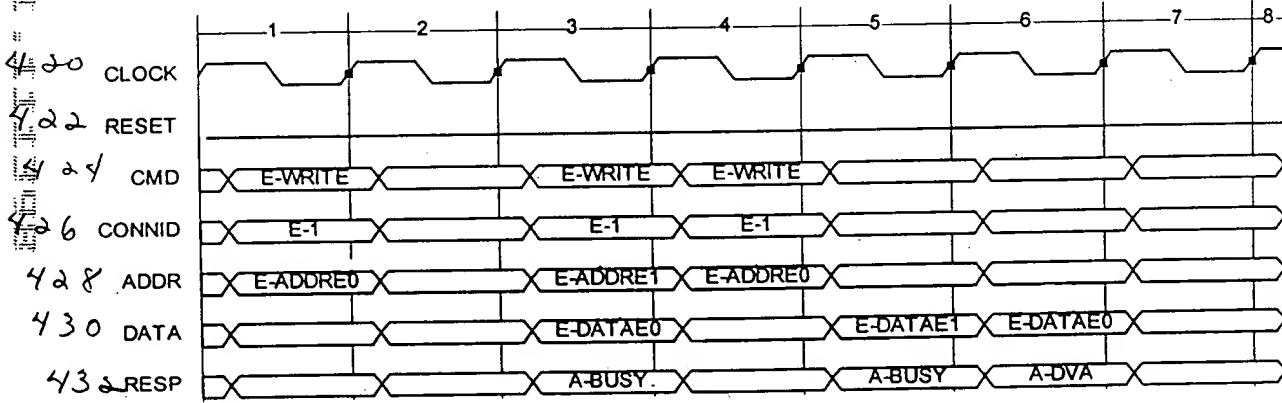 1 2 3 4 5 6 7 8
420 CLOCK
422 RESET
424 CMD E-WRITE E-WRITE E-WRITE
426 CONNID E-1 E-1 E-1
428 ADDR E-ADDRE0 E-ADDRE1 E-ADDRE0
430 DATA E-DATAE0 E-DATAE1 E-DATAE0
432 RESP A-BUSY. A-BUSY A-DVA